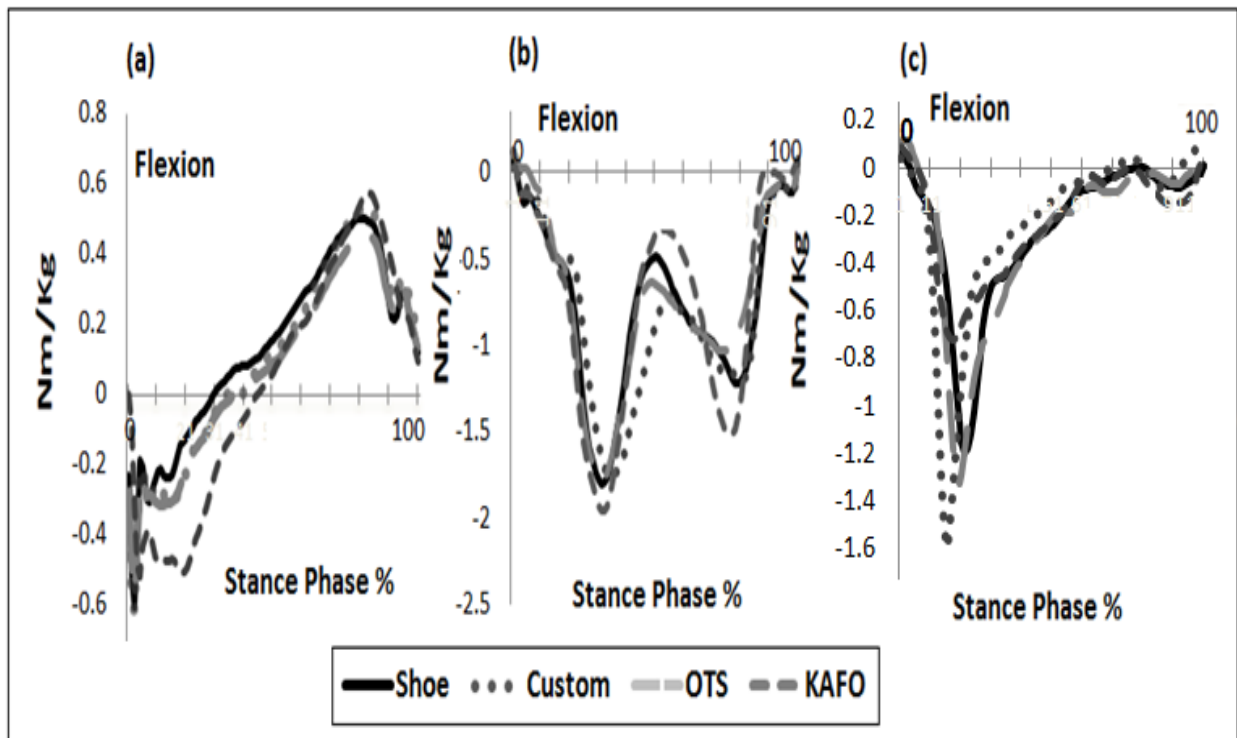 (a)
0.8
Flexion
0.6
0.4
0.2
0
-0.2
-0.4
-0.6
0
100
Nm/Kg
Stance Phase %
(b)
Flexion
0
0
100
-0.5
-1
-1.5
-2
-2.5
Nm/Kg
Stance Phase %
(c)
Flexion
0.2
0
0
100
-0.2
-0.4
-0.6
-0.8
-1
-1.2
-1.4
-1.6
Nm/Kg
Stance Phase %
Shoe Custom OTS KAFO